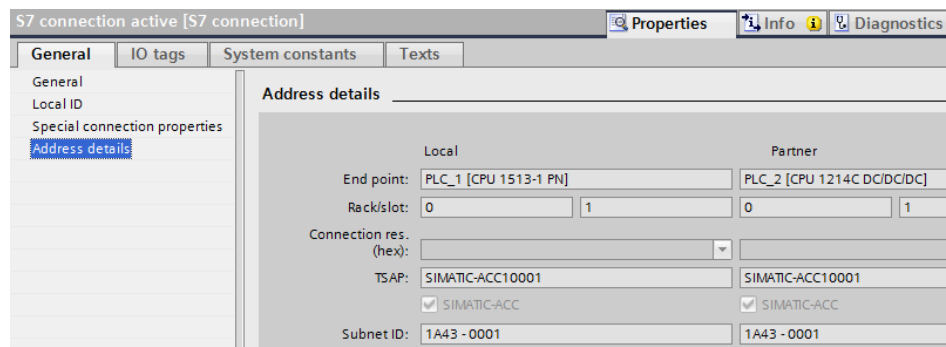 S7 connection active [S7 connection]
Properties Info Diagnostics
General IO tags System constants Texts
General
Local ID
Special connection properties
Address details
Address details
Local Partner
End point: PLC_1 [CPU 1513-1 PN] PLC_2 [CPU 1214C DC/DC/DC]
Rack/slot: 0 1 0 1
Connection res.
(hex):
TSAP: SIMATIC-ACC10001 SIMATIC-ACC10001
SIMATIC-ACC SIMATIC-ACC
Subnet ID: 1A43 - 0001 1A43 - 0001